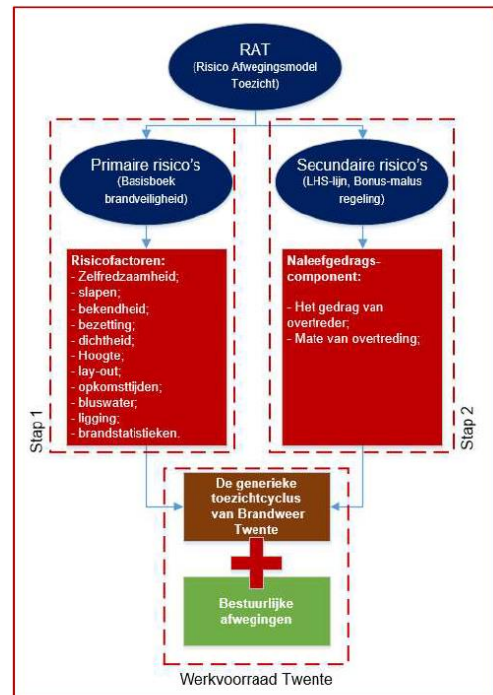 RAT
(Risico Afwegingsmodel
Toezicht)
Primaire risico's
(Basisboek
brandveiligheid)
Secundaire risico's
(LHS-lijn, Bonus-malus
regeling)
Risicofactoren:
- Zelfredzaamheid;
- slapen;
- bekendheid;
- bezetting;
- dichtheid;
- Hoogte;
- lay-out;
- opkomsttijden;
- bluswater;
- ligging;
- brandstatistieken.
Stap 1
Naleefgedrags-
component:
- Het gedrag van
overtreder;
- Mate van overtreding;
Stap 2
De generieke
toezichtcyclus
van Brandweer
Twente
Bestuurlijke
afwegingen
Werkvoorraad Twente